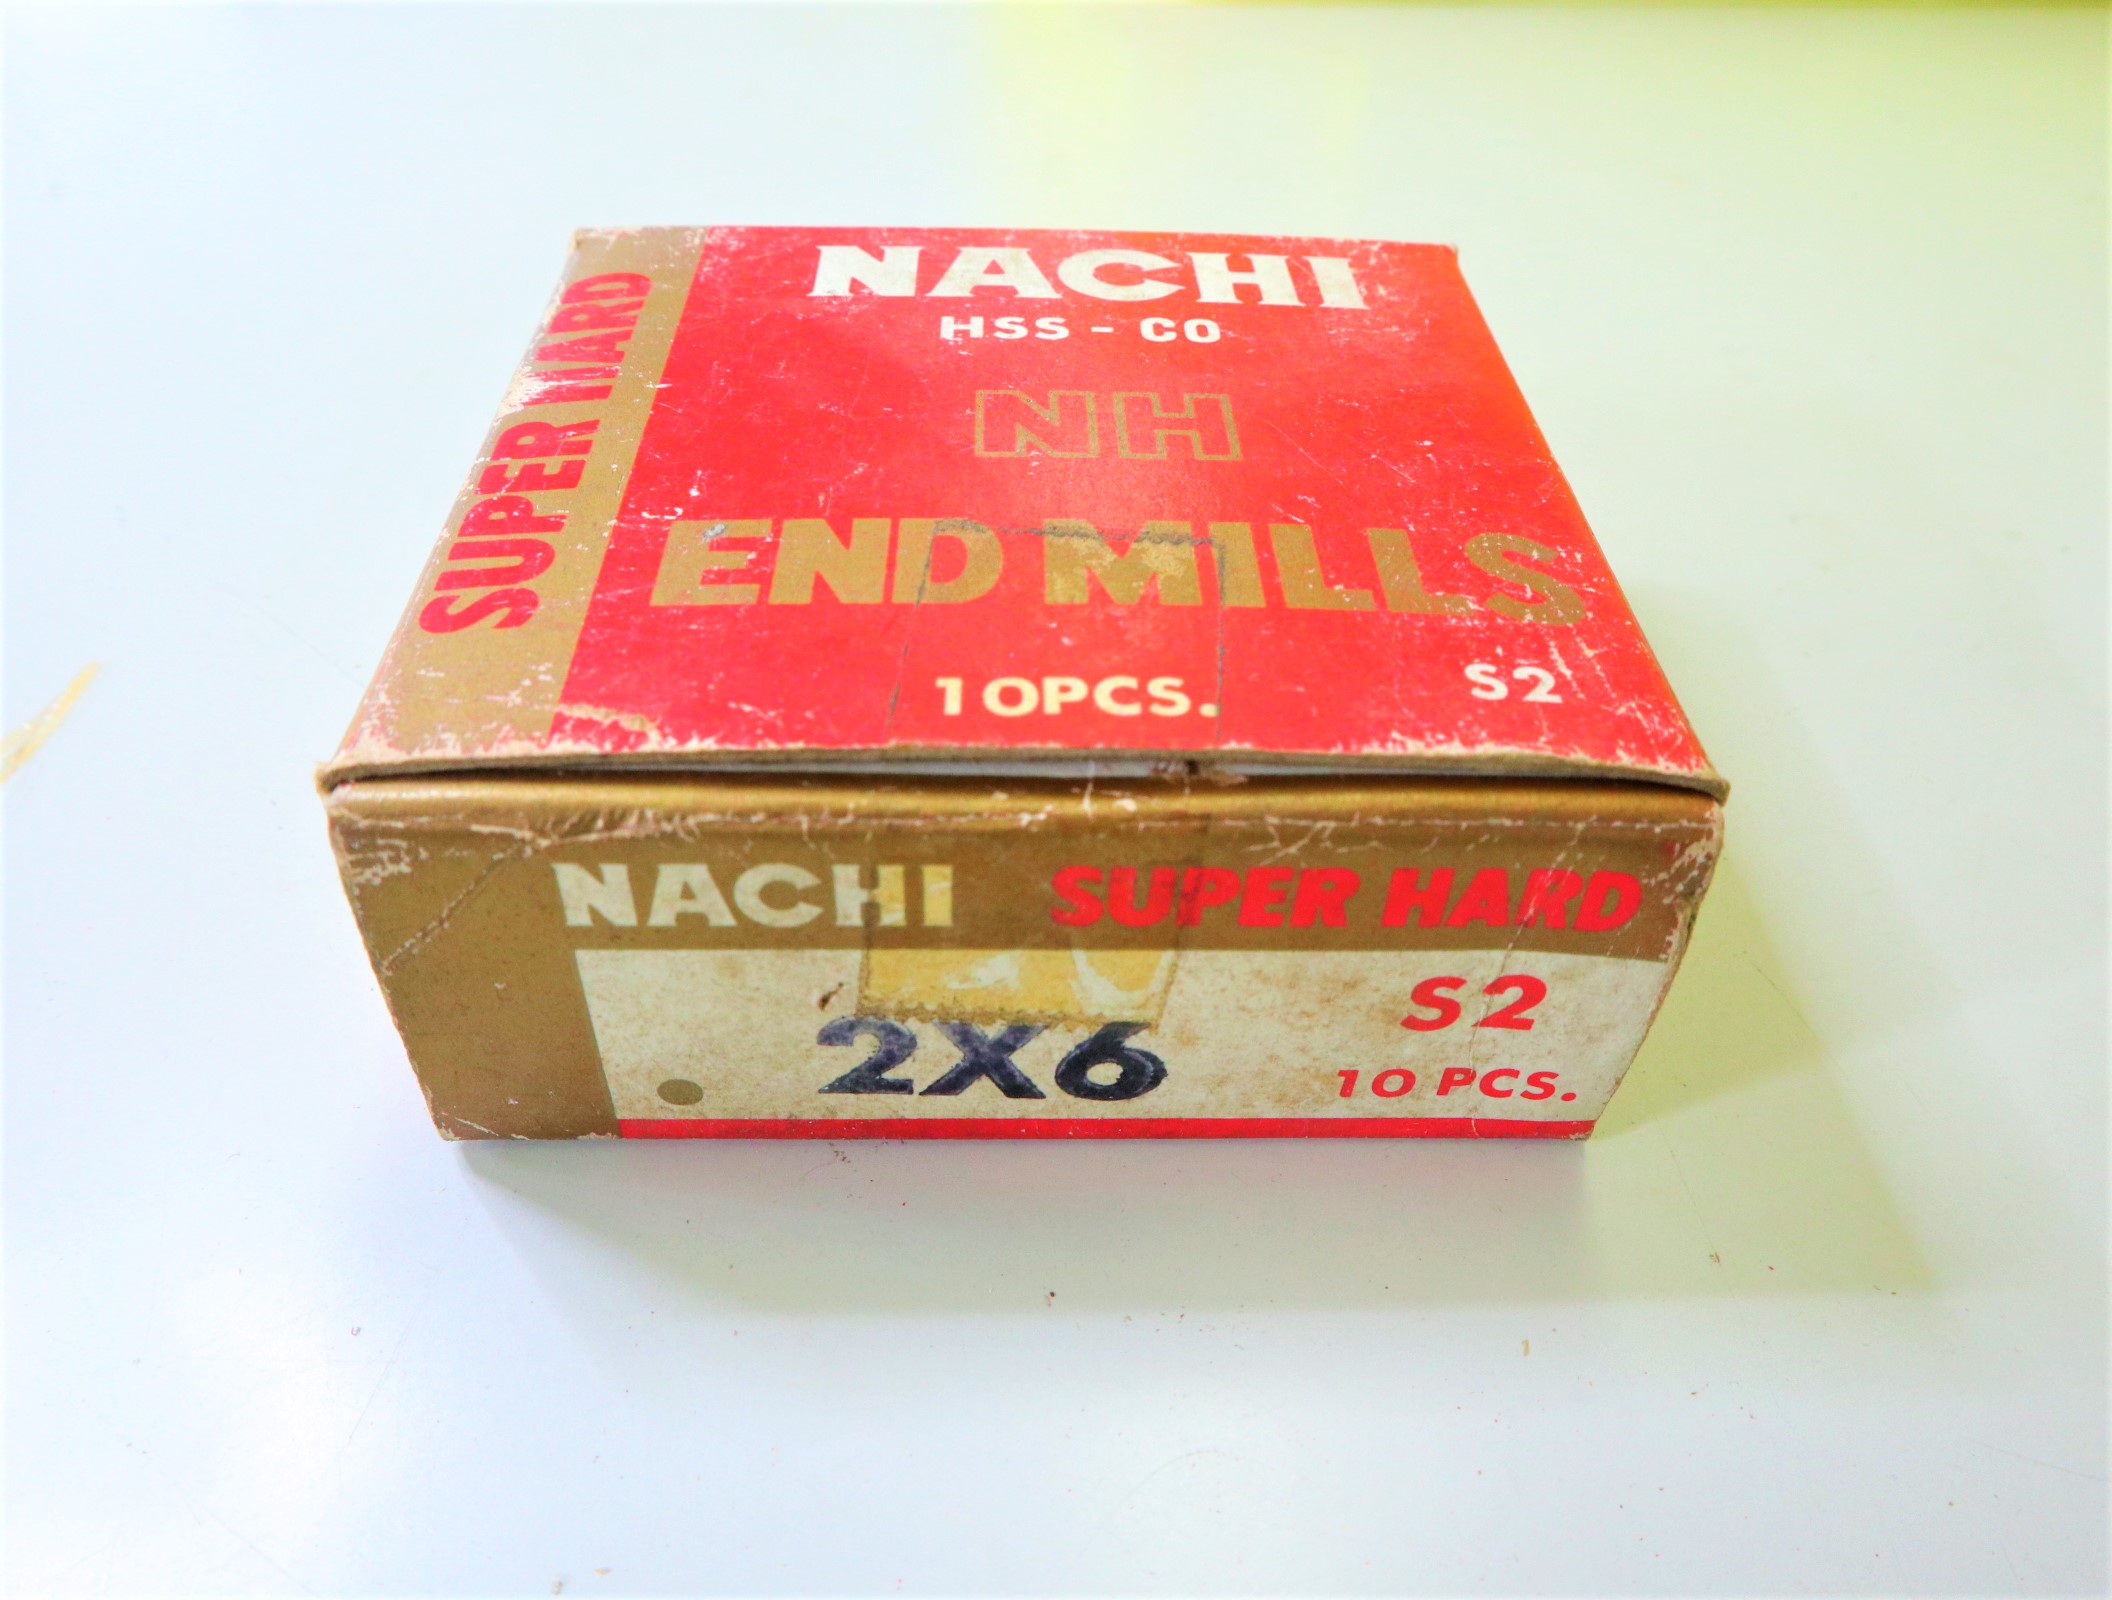 NACHI
HSS - CO
NH
END MILLS
10PCS.
S2
SUPER HARD
NACHI SUPER HARD
S2
2X6
10 PCS.